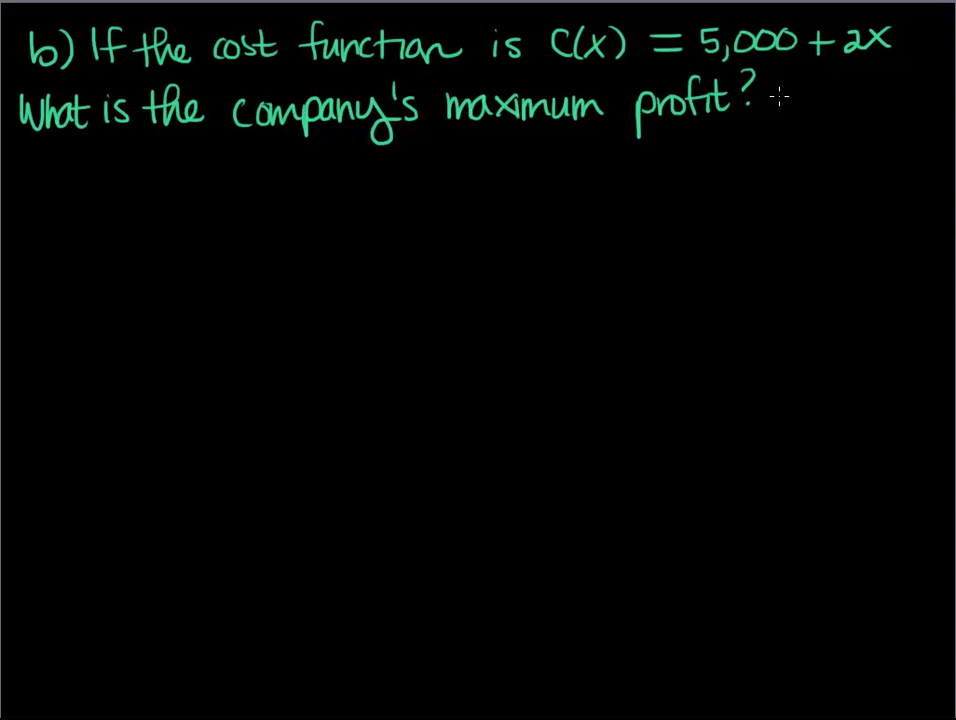 b) If the cost function is C(x) = 5,000 + 2x
What is the company's maximum profit?